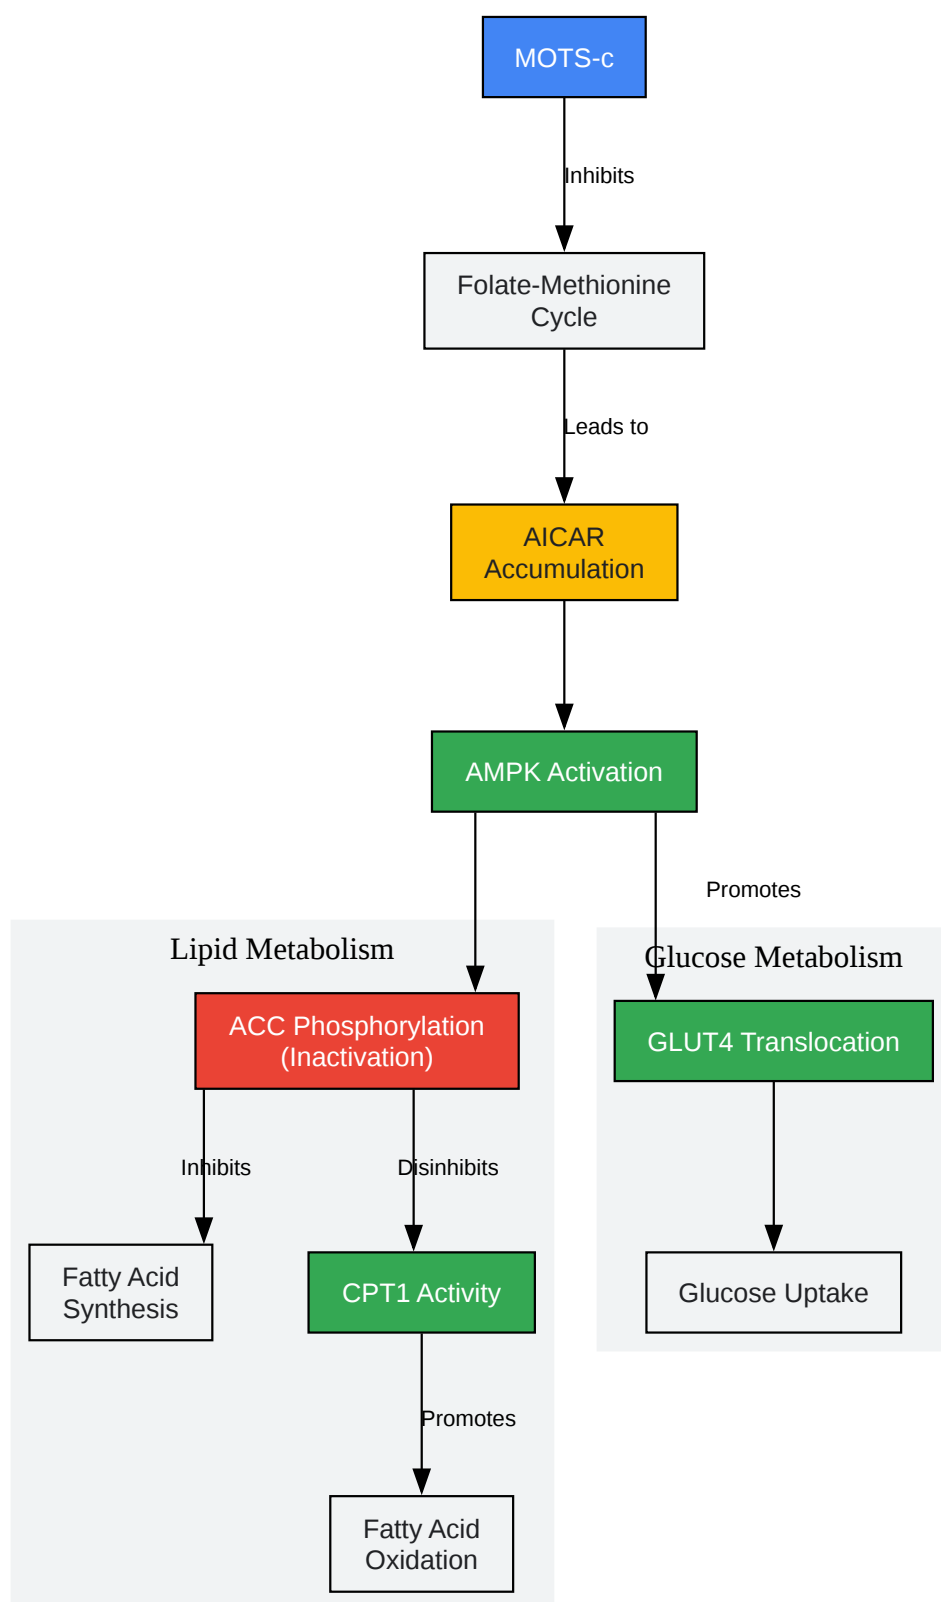 MOTS-c
Inhibits
Folate-Methionine
Cycle
Leads to
AICAR
Accumulation
AMPK Activation
Promotes
Lipid Metabolism
Glucose Metabolism
ACC Phosphorylation
(Inactivation)
GLUT4 Translocation
Inhibits
Disinhibits
Fatty Acid
Synthesis
CPT1 Activity
Glucose Uptake
Promotes
Fatty Acid
Oxidation